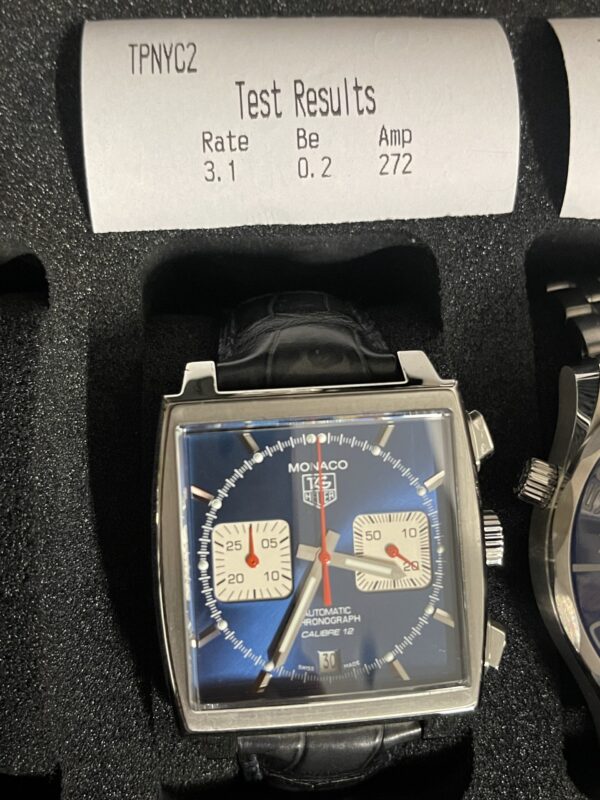 TPNYC2
Test Results
Rate Be Amp
3.1 0.2 272
MONACO
TAG
HEUER
25 05
20 10
50 10
20
AUTOMATIC
CHRONOGRAPH
CALIBRE 12
SWISS 30 MADE